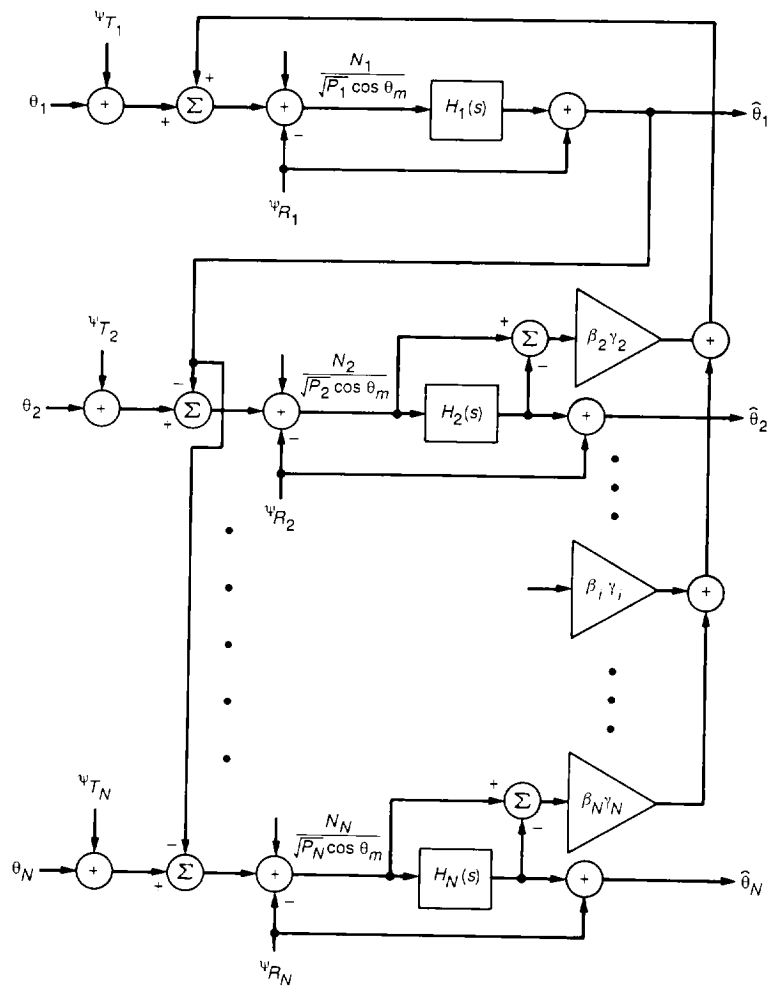 ΨT1
N1
√P1 cos θm
θ1
+
+
Σ
+
+
−
H1(s)
+
θ̂1
ΨR1
ΨT2
N2
√P2 cos θm
+
Σ
−
β2γ2
+
θ2
+
−
+
Σ
+
−
H2(s)
+
θ̂2
ΨR2
βiγi
+
ΨTN
NN
√PN cos θm
+
Σ
−
βNγN
θN
+
−
+
Σ
+
−
HN(s)
+
θ̂N
ΨRN